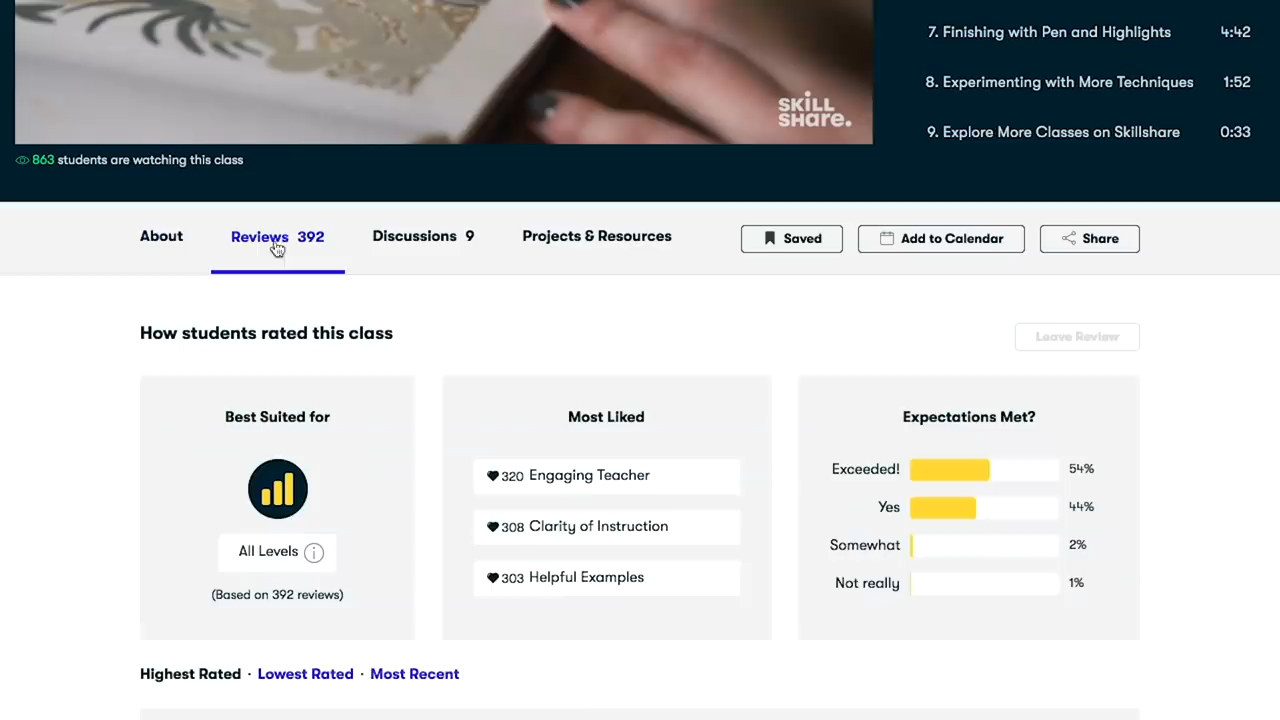 7. Finishing with Pen and Highlights 4:42
8. Experimenting with More Techniques 1:52
9. Explore More Classes on Skillshare 0:33
SKILL
SHARE.
863 students are watching this class
About Reviews 392 Discussions 9 Projects & Resources Saved Add to Calendar Share
How students rated this class
Leave Review
Best Suited for
All Levels
(Based on 392 reviews)
Most Liked
320 Engaging Teacher
308 Clarity of Instruction
303 Helpful Examples
Expectations Met?
Exceeded! 54%
Yes 44%
Somewhat 2%
Not really 1%
Highest Rated · Lowest Rated · Most Recent